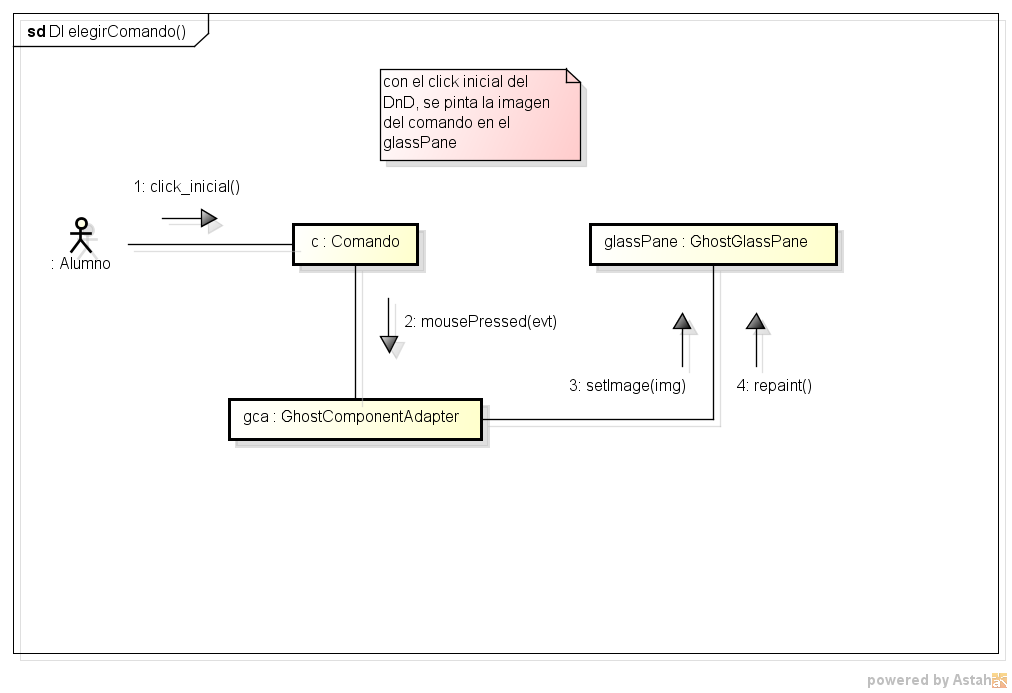 sd DI elegirComando()
con el click inicial del
DnD, se pinta la imagen
del comando en el
glassPane
1: click_inicial()
: Alumno
c : Comando
glassPane : GhostGlassPane
2: mousePressed(evt)
3: setImage(img)
4: repaint()
gca : GhostComponentAdapter
powered by Astah